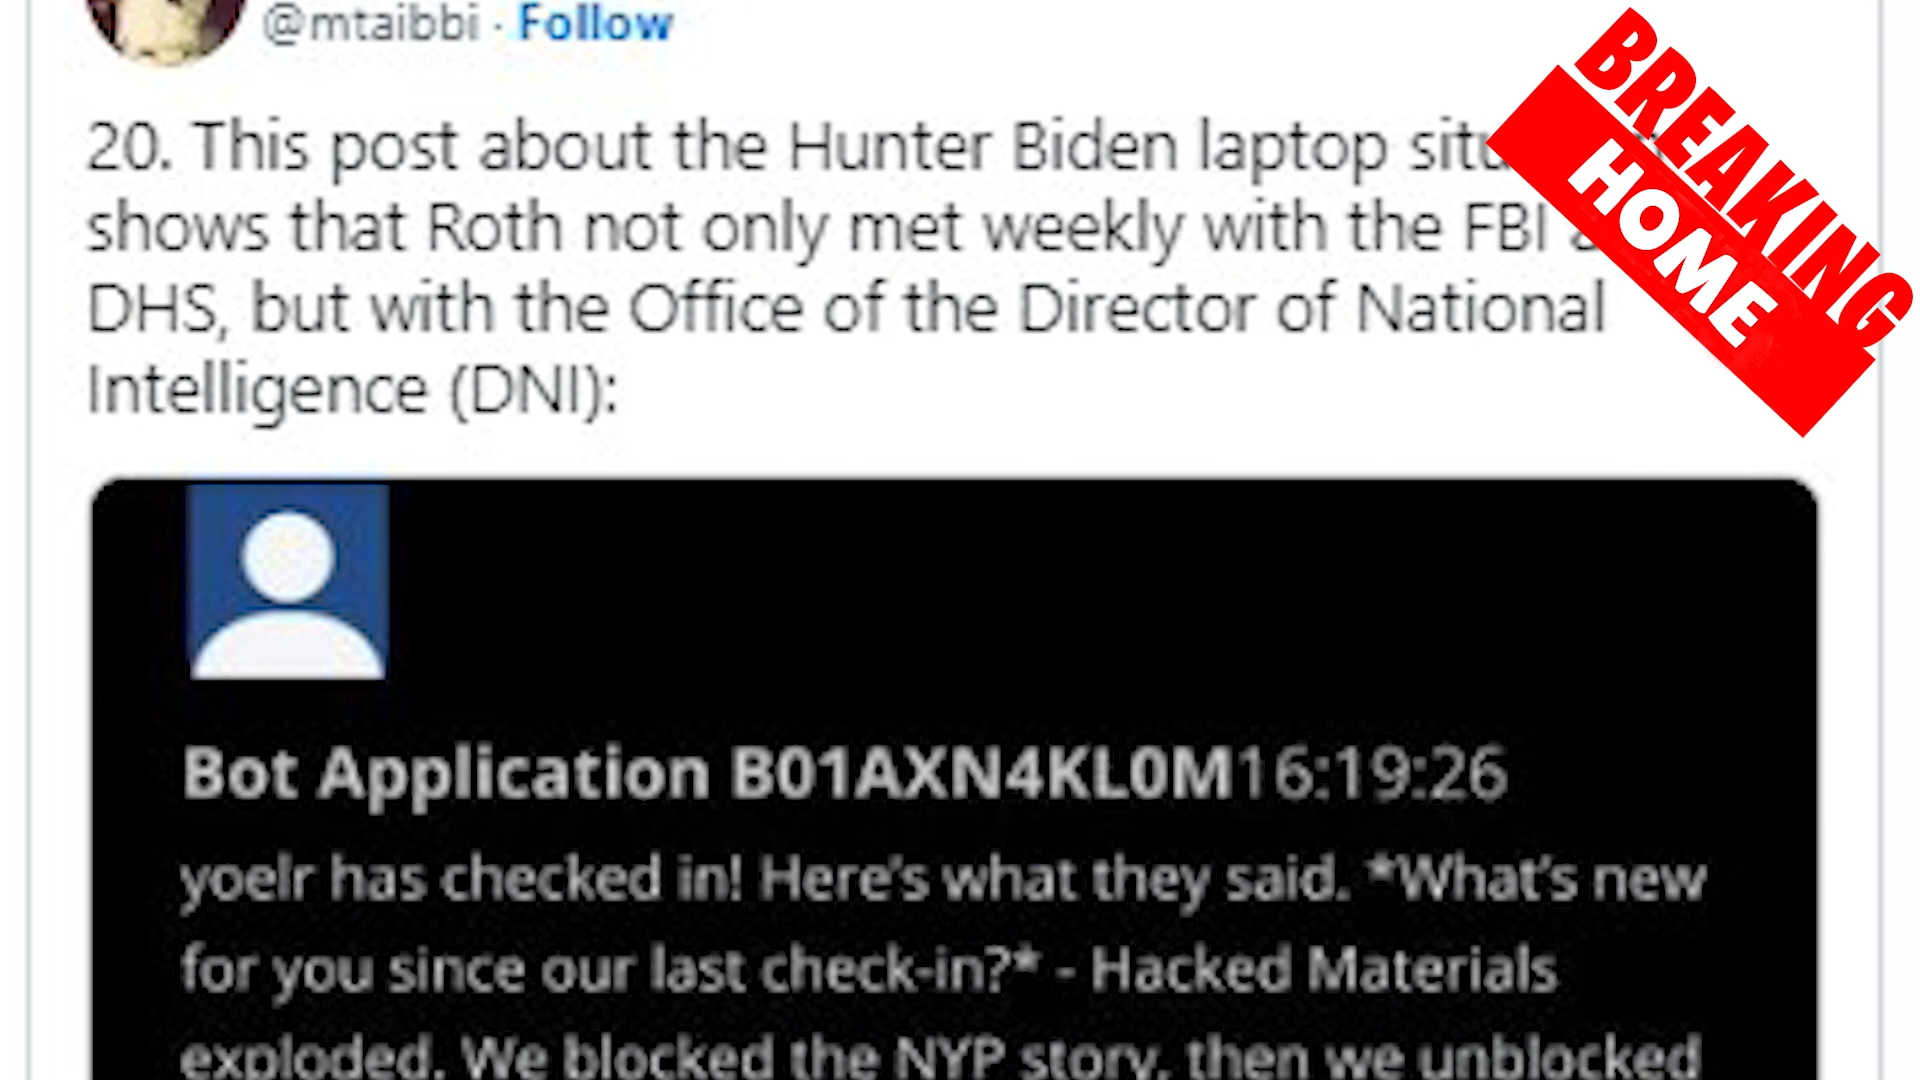 @mtaibbi · Follow
20. This post about the Hunter Biden laptop
shows that Roth not only met weekly with the FBI
DHS, but with the Office of the Director of National
Intelligence (DNI):
BREAKING
HOME
Bot Application B01AXN4KL0M16:19:26
yoelr has checked in! Here's what they said. *What's new
for you since our last check-in?* - Hacked Materials
exploded. We blocked the NYP story, then we unblocked